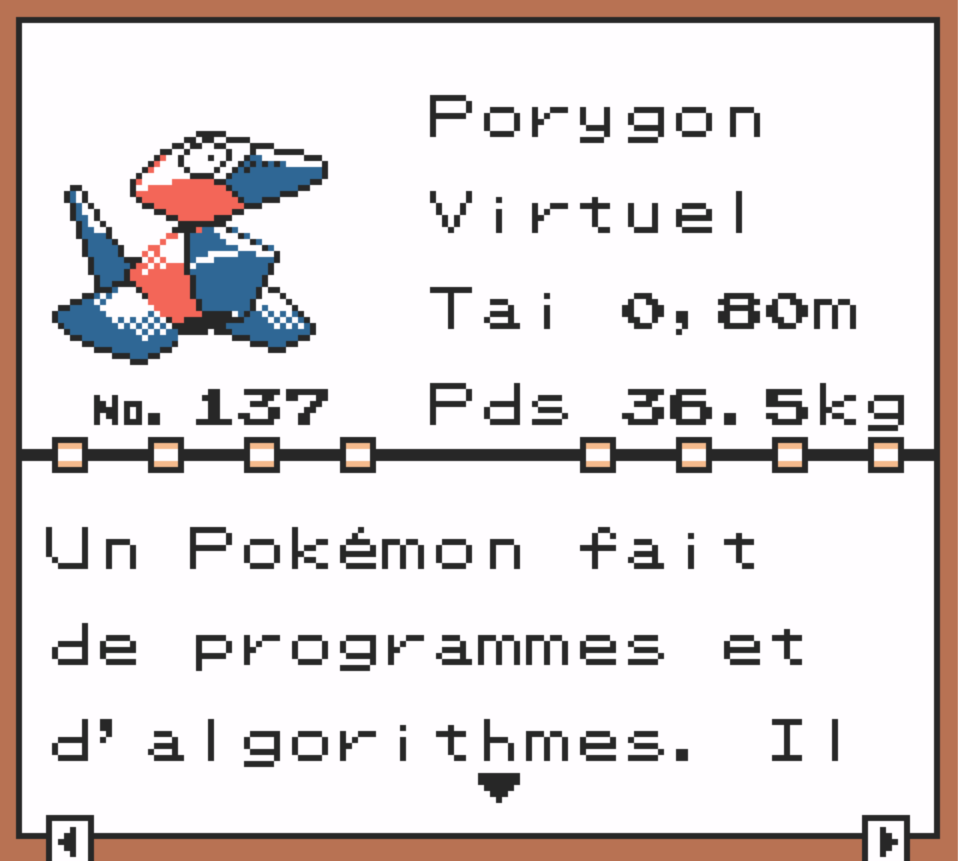 Porygon
Virtuel
Tai 0,80m
No. 137
Pds 36.5kg
Un Pokémon fait
de programmes et
d'algorithmes. Il